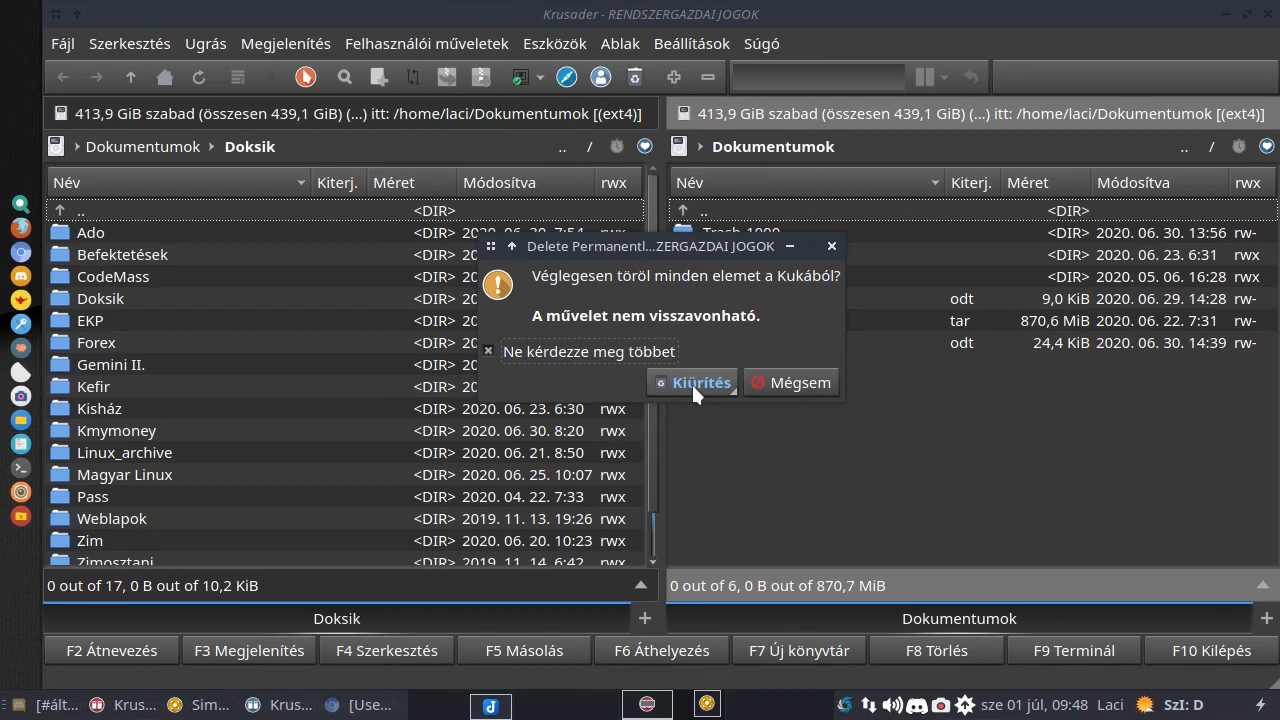 Krusader - RENDSZERGAZDAI JOGOK
Fájl Szerkesztés Ugrás Megjelenítés Felhasználói műveletek Eszközök Ablak Beállítások Súgó
413,9 GiB szabad (összesen 439,1 GiB) (...) itt: /home/laci/Dokumentumok [(ext4)]
413,9 GiB szabad (összesen 439,1 GiB) (...) itt: /home/laci/Dokumentumok [(ext4)]
Dokumentumok Doksik .. /
Dokumentumok .. /
Név Kiterj. Méret Módosítva rwx
Név Kiterj. Méret Módosítva rwx
.. <DIR>
.. <DIR>
Ado
Befektetések
CodeMass
Doksik
EKP
Forex
Gemini II.
Kefir
Kisház <DIR> 2020. 06. 23. 6:30 rwx
Kmymoney <DIR> 2020. 06. 30. 8:20 rwx
Linux_archive <DIR> 2020. 06. 21. 8:50 rwx
Magyar Linux <DIR> 2020. 06. 25. 10:07 rwx
Pass <DIR> 2020. 04. 22. 7:33 rwx
Weblapok <DIR> 2019. 11. 13. 19:26 rwx
Zim <DIR> 2020. 06. 20. 10:23 rwx
Zimosztani <DIR> 2019. 11. 14. 6:42 rwx
<DIR> 2020. 06. 30. 13:56 rw-
<DIR> 2020. 06. 23. 6:31 rwx
<DIR> 2020. 05. 06. 16:28 rwx
odt 9,0 KiB 2020. 06. 29. 14:28 rw-
tar 870,6 MiB 2020. 06. 22. 7:31 rw-
odt 24,4 KiB 2020. 06. 30. 14:39 rw-
Delete Permanentl...ZERGAZDAI JOGOK
Véglegesen töröl minden elemet a Kukából?
A művelet nem visszavonható.
Ne kérdezze meg többet
Kiürítés Mégsem
0 out of 17, 0 B out of 10,2 KiB
0 out of 6, 0 B out of 870,7 MiB
Doksik
Dokumentumok
F2 Átnevezés F3 Megjelenítés F4 Szerkesztés F5 Másolás F6 Áthelyezés F7 Új könyvtár F8 Törlés F9 Terminál F10 Kilépés
[#ált... Krus... Sim... Krus... [Use... sze 01 júl, 09:48 Laci SzI: D